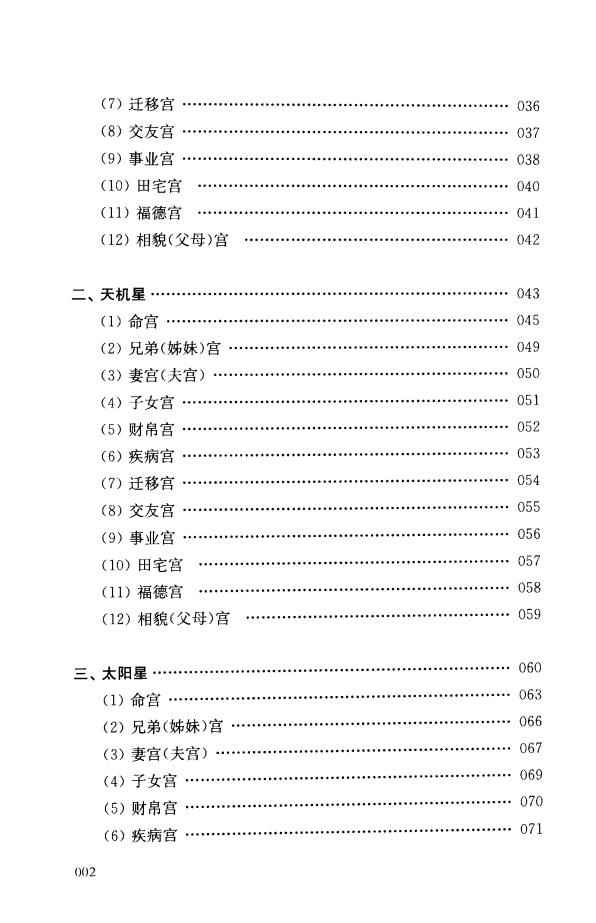 (7) 迁移宫 …………………………………………………… 036
(8) 交友宫 …………………………………………………… 037
(9) 事业宫 …………………………………………………… 038
(10) 田宅宫 ………………………………………………… 040
(11) 福德宫 ………………………………………………… 041
(12) 相貌(父母)宫 ………………………………………… 042
二、天机星 ………………………………………………………… 043
(1) 命宫 ……………………………………………………… 045
(2) 兄弟(姊妹)宫 …………………………………………… 049
(3) 妻宫(夫宫) ……………………………………………… 050
(4) 子女宫 …………………………………………………… 051
(5) 财帛宫 …………………………………………………… 052
(6) 疾病宫 …………………………………………………… 053
(7) 迁移宫 …………………………………………………… 054
(8) 交友宫 …………………………………………………… 055
(9) 事业宫 …………………………………………………… 056
(10) 田宅宫 ………………………………………………… 057
(11) 福德宫 ………………………………………………… 058
(12) 相貌(父母)宫 ………………………………………… 059
三、太阳星 ………………………………………………………… 060
(1) 命宫 ……………………………………………………… 063
(2) 兄弟(姊妹)宫 …………………………………………… 066
(3) 妻宫(夫宫) ……………………………………………… 067
(4) 子女宫 …………………………………………………… 069
(5) 财帛宫 …………………………………………………… 070
(6) 疾病宫 …………………………………………………… 071
002